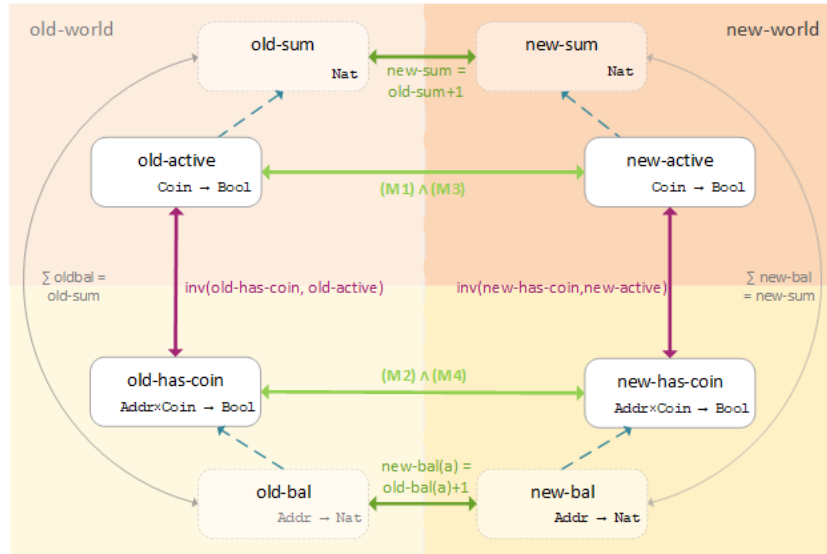 old-world
new-world
old-sum
Nat
new-sum =
old-sum+1
new-sum
Nat
old-active
Coin → Bool
(M1) ∧ (M3)
new-active
Coin → Bool
∑ oldbal =
old-sum
inv(old-has-coin, old-active)
inv(new-has-coin,new-active)
∑ new-bal
= new-sum
old-has-coin
Addr×Coin → Bool
(M2) ∧ (M4)
new-has-coin
Addr×Coin → Bool
old-bal
Addr → Nat
new-bal(a) =
old-bal(a)+1
new-bal
Addr → Nat